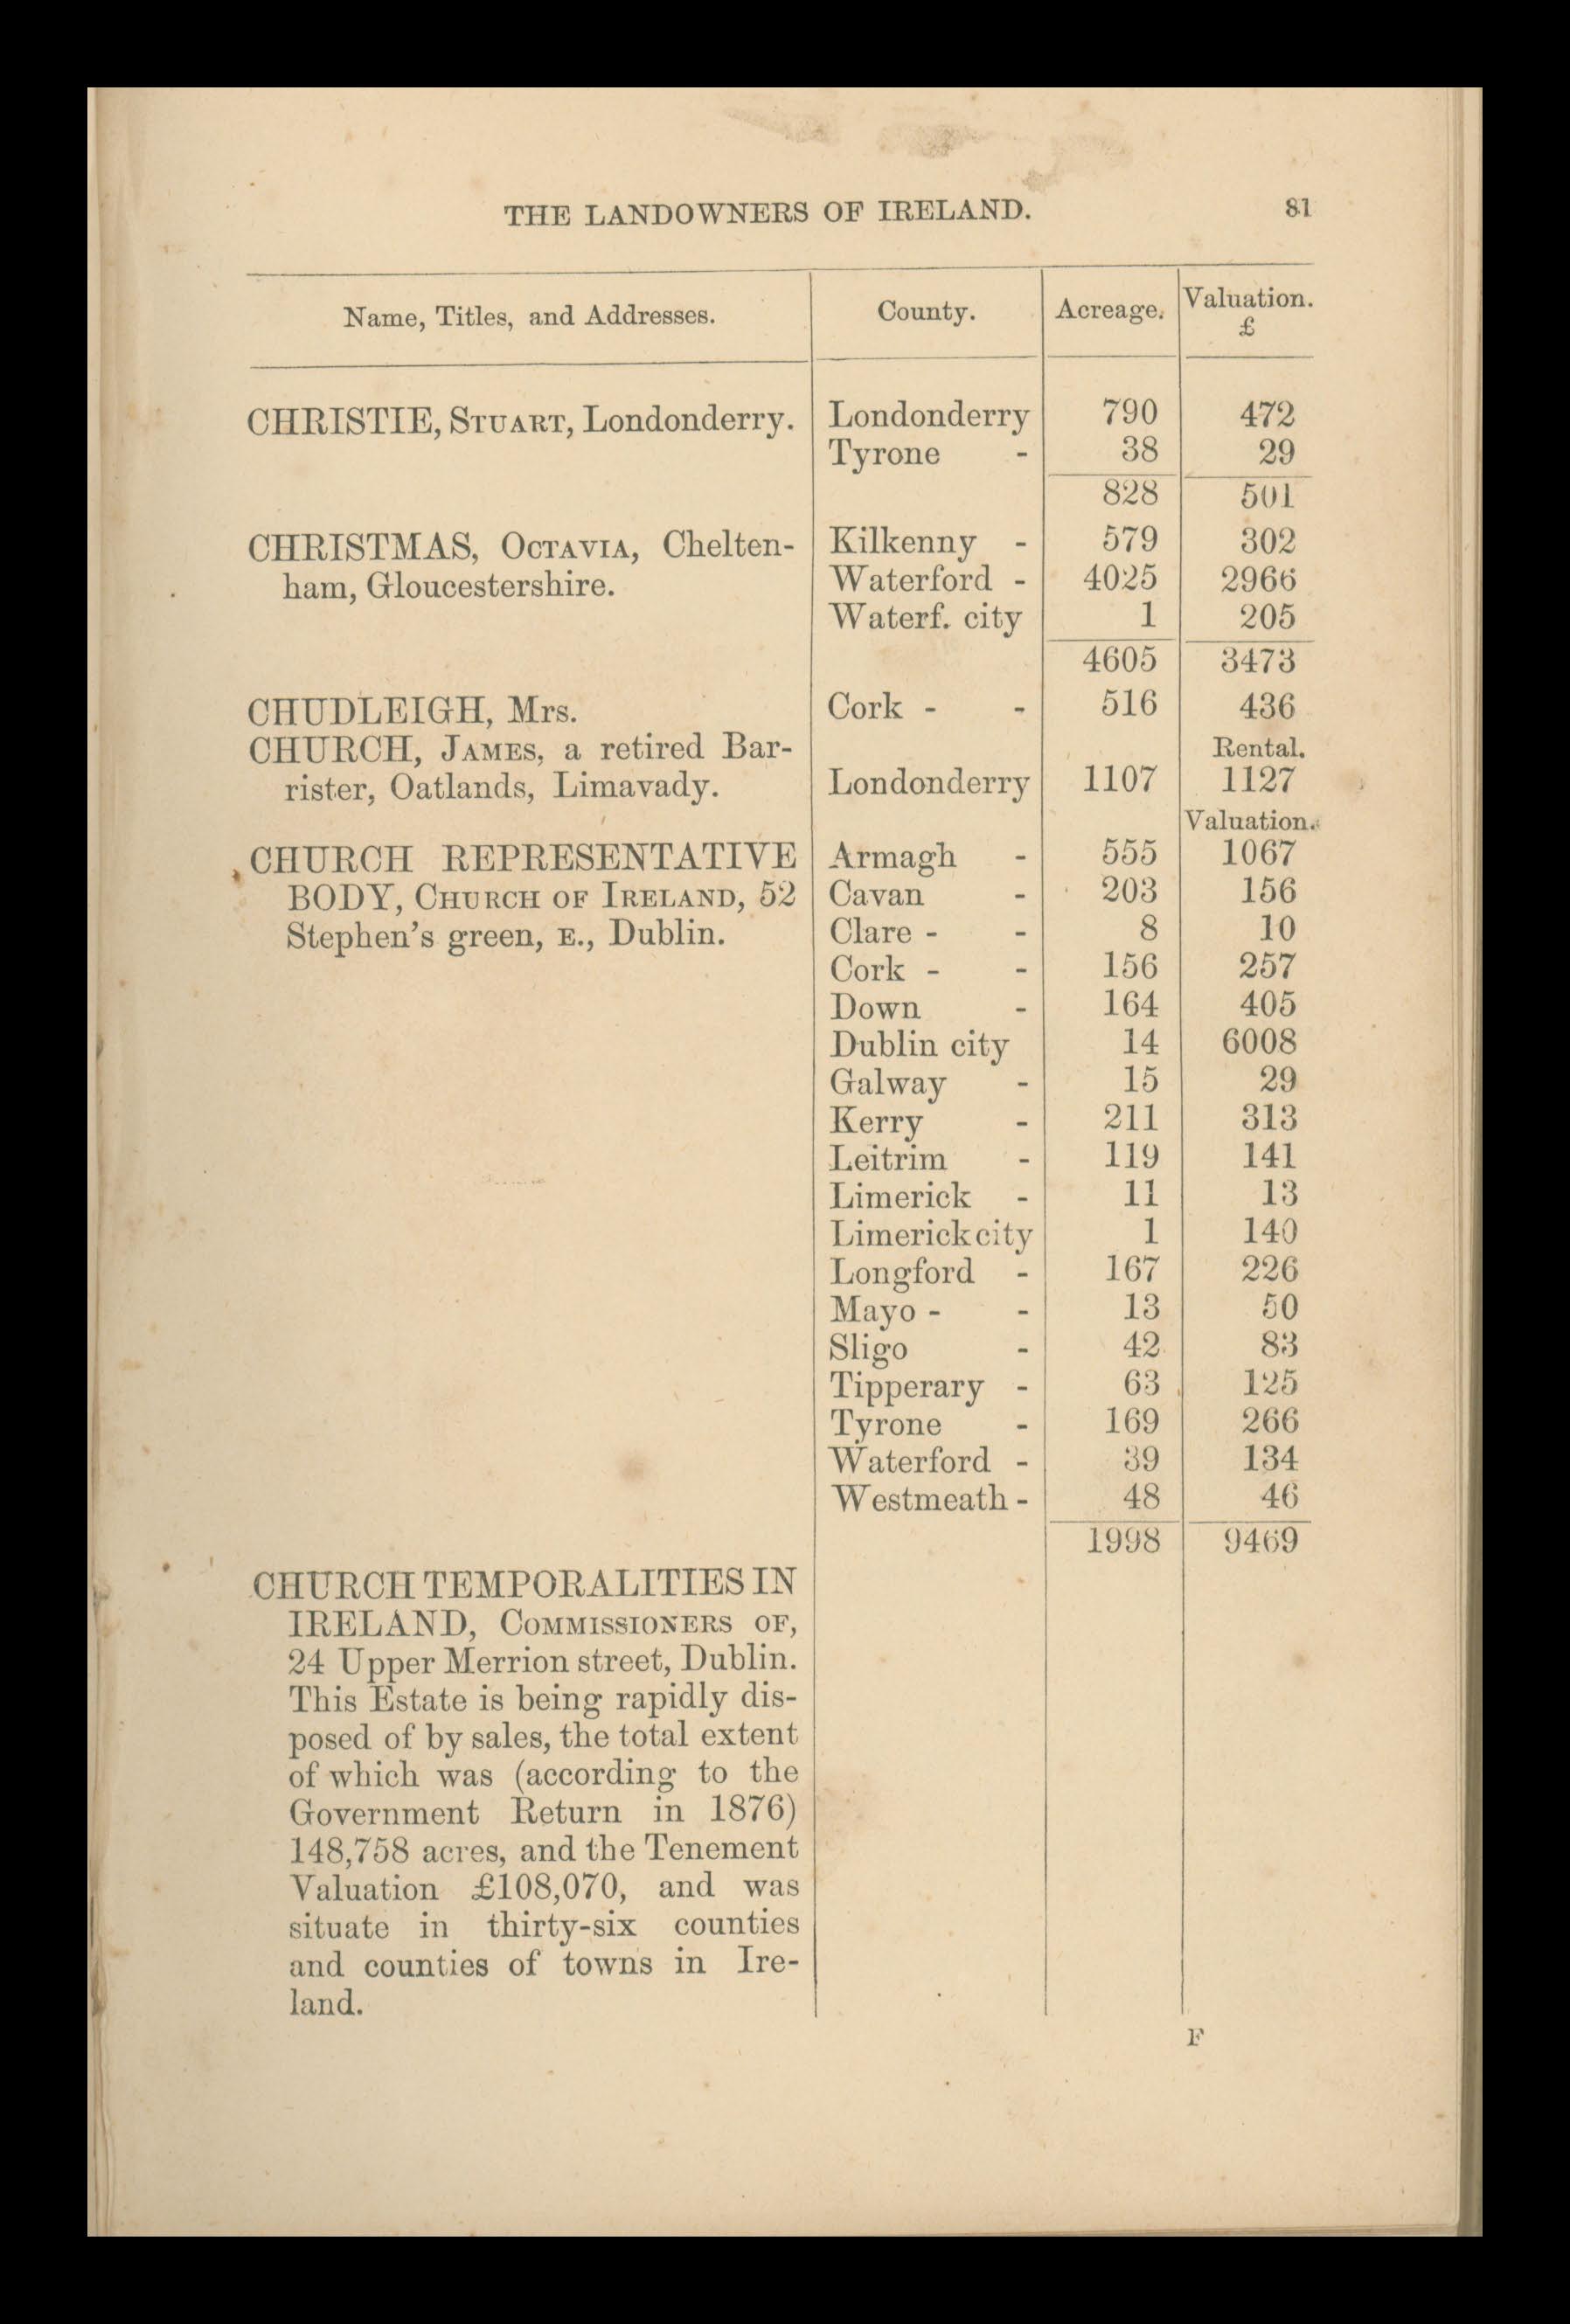 THE LANDOWNERS OF IRELAND. 81
Name, Titles, and Addresses. County. Acreage. Valuation. £
CHRISTIE, STUART, Londonderry. Londonderry 790 472
Tyrone - 38 29
828 501
CHRISTMAS, OCTAVIA, Chelten- Kilkenny - 579 302
ham, Gloucestershire. Waterford - 4025 2966
Waterf. city 1 205
4605 3473
CHUDLEIGH, Mrs. Cork - - 516 436
CHURCH, JAMES, a retired Bar- Rental.
rister, Oatlands, Limavady. Londonderry 1107 1127
Valuation.
CHURCH REPRESENTATIVE Armagh - 555 1067
BODY, CHURCH OF IRELAND, 52 Cavan - 203 156
Stephen's green, E., Dublin. Clare - - 8 10
Cork - - 156 257
Down - 164 405
Dublin city 14 6008
Galway - 15 29
Kerry - 211 313
Leitrim - 119 141
Limerick - 11 13
Limerick city 1 140
Longford - 167 226
Mayo - - 13 50
Sligo - 42 83
Tipperary - 63 125
Tyrone - 169 266
Waterford - 39 134
Westmeath - 48 46
1998 9469
CHURCH TEMPORALITIES IN
IRELAND, COMMISSIONERS OF,
24 Upper Merrion street, Dublin.
This Estate is being rapidly dis-
posed of by sales, the total extent
of which was (according to the
Government Return in 1876)
148,758 acres, and the Tenement
Valuation £108,070, and was
situate in thirty-six counties
and counties of towns in Ire-
land.
F